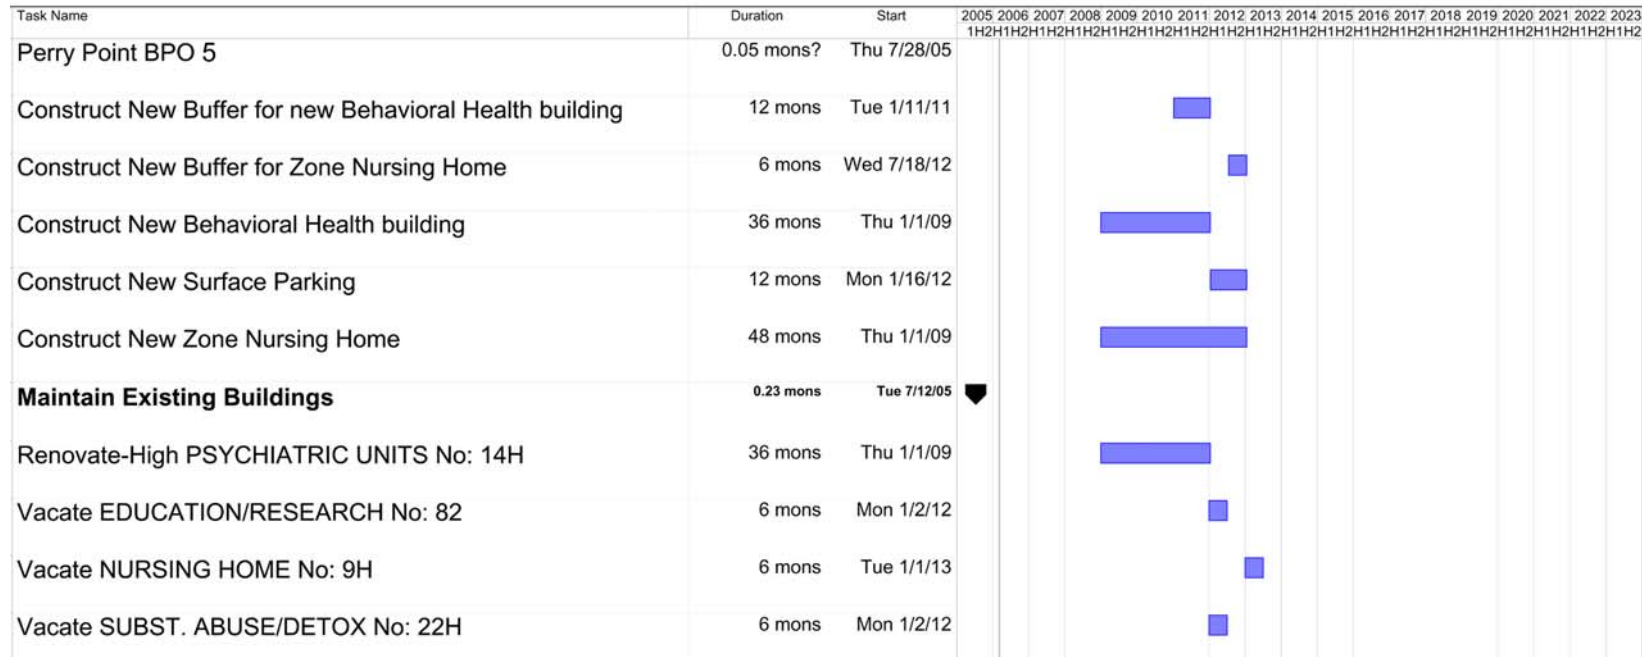 Task Name Duration Start 2005 2006 2007 2008 2009 2010 2011 2012 2013 2014 2015 2016 2017 2018 2019 2020 2021 2022 2023
1H2H1H2H1H2H1H2H1H2H1H2H1H2H1H2H1H2H1H2H1H2H1H2H1H2H1H2H1H2H1H2H1H2H1H2H1H2
Perry Point BPO 5 0.05 mons? Thu 7/28/05
Construct New Buffer for new Behavioral Health building 12 mons Tue 1/11/11
Construct New Buffer for Zone Nursing Home 6 mons Wed 7/18/12
Construct New Behavioral Health building 36 mons Thu 1/1/09
Construct New Surface Parking 12 mons Mon 1/16/12
Construct New Zone Nursing Home 48 mons Thu 1/1/09
Maintain Existing Buildings 0.23 mons Tue 7/12/05
Renovate-High PSYCHIATRIC UNITS No: 14H 36 mons Thu 1/1/09
Vacate EDUCATION/RESEARCH No: 82 6 mons Mon 1/2/12
Vacate NURSING HOME No: 9H 6 mons Tue 1/1/13
Vacate SUBST. ABUSE/DETOX No: 22H 6 mons Mon 1/2/12